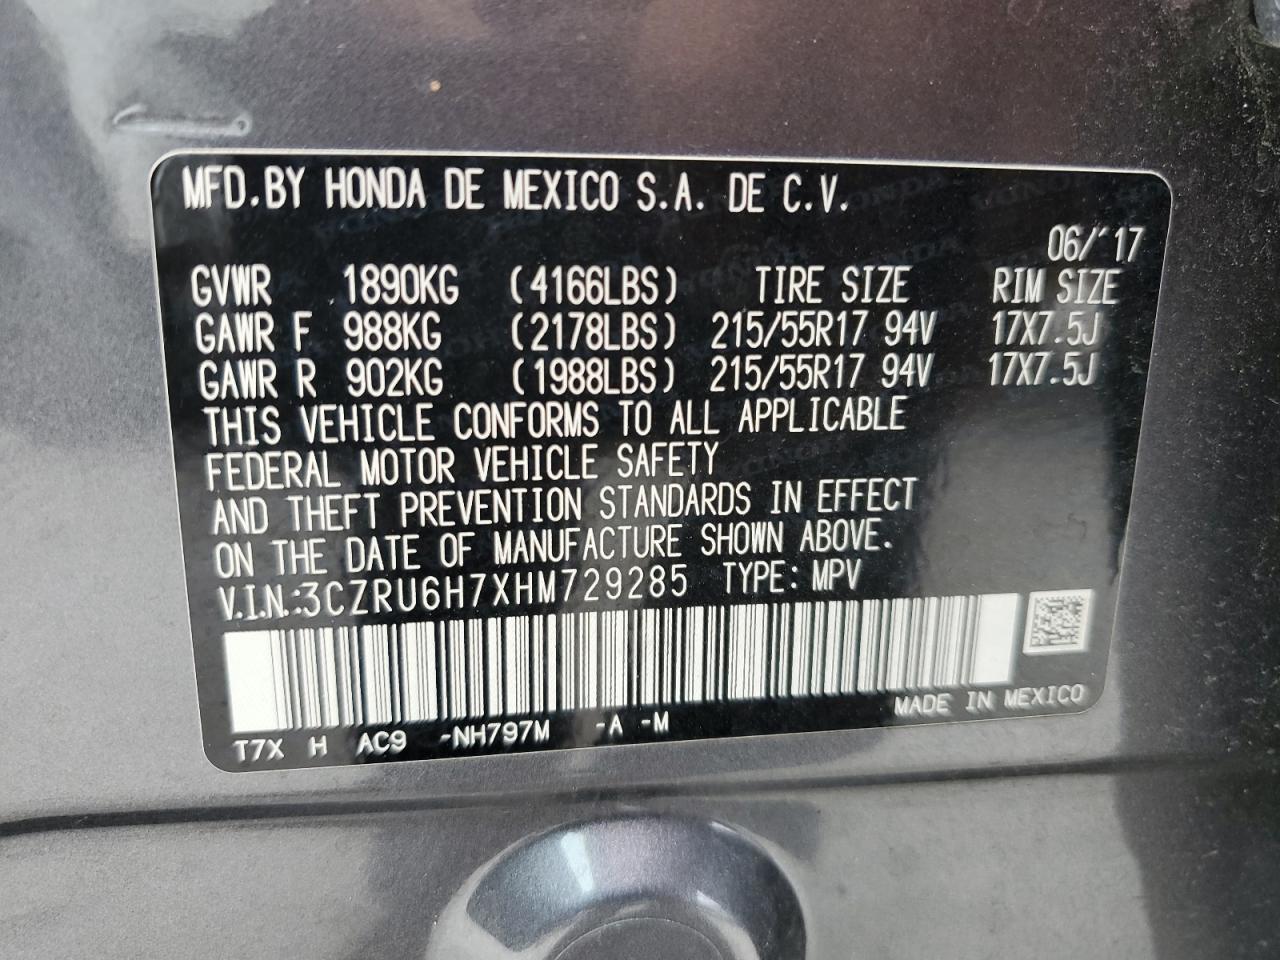 MFD.BY HONDA DE MEXICO S.A. DE C.V.
06/'17
GVWR 1890KG (4166LBS) TIRE SIZE RIM SIZE
GAWR F 988KG (2178LBS) 215/55R17 94V 17X7.5J
GAWR R 902KG (1988LBS) 215/55R17 94V 17X7.5J
THIS VEHICLE CONFORMS TO ALL APPLICABLE
FEDERAL MOTOR VEHICLE SAFETY
AND THEFT PREVENTION STANDARDS IN EFFECT
ON THE DATE OF MANUFACTURE SHOWN ABOVE.
V.I.N.:3CZRU6H7XHM729285 TYPE: MPV
MADE IN MEXICO
T7X H AC9 -NH797M -A -M